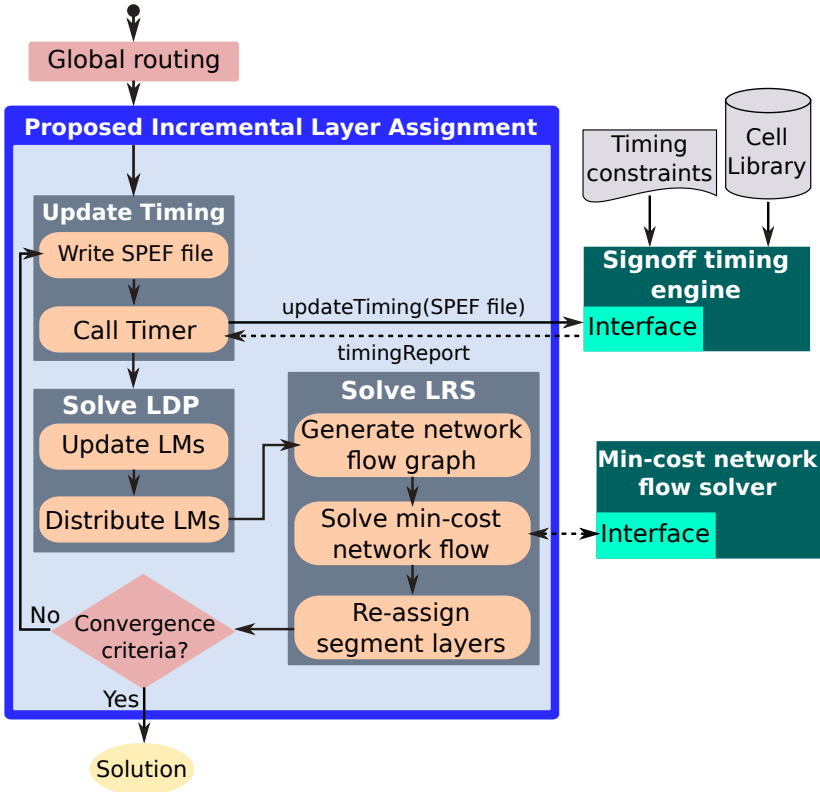 Global routing
Proposed Incremental Layer Assignment
Update Timing
Write SPEF file
Call Timer
updateTiming(SPEF file)
timingReport
Timing
constraints
Cell
Library
Signoff timing
engine
Interface
Solve LDP
Update LMs
Distribute LMs
Solve LRS
Generate network
flow graph
Solve min-cost
network flow
Re-assign
segment layers
Min-cost network
flow solver
Interface
No
Convergence
criteria?
Yes
Solution